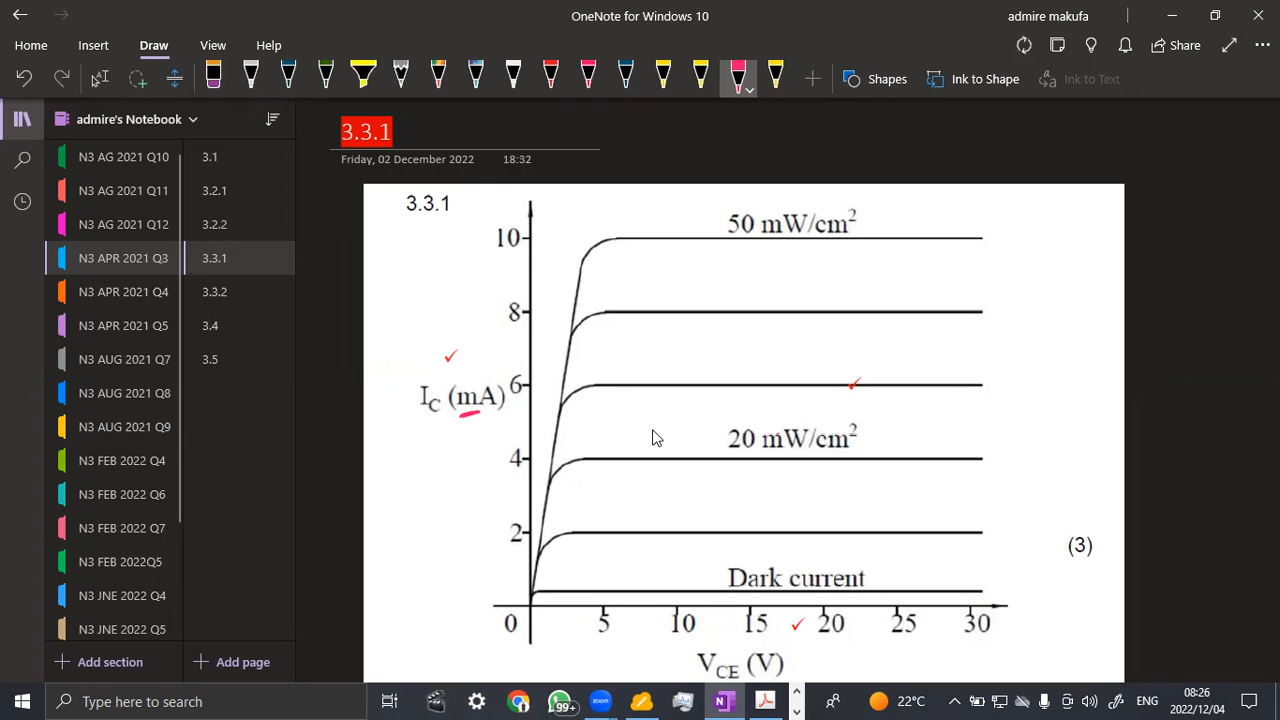 OneNote for Windows 10
admire makufa
Home Insert Draw View Help
Share
Shapes
Ink to Shape
Ink to Text
admire's Notebook
N3 AG 2021 Q10
N3 AG 2021 Q11
N3 AG 2021 Q12
N3 APR 2021 Q3
N3 APR 2021 Q4
N3 APR 2021 Q5
N3 AUG 2021 Q7
N3 AUG 2021 Q8
N3 AUG 2021 Q9
N3 FEB 2022 Q4
N3 FEB 2022 Q6
N3 FEB 2022 Q7
N3 FEB 2022Q5
N3 JNE 2022 Q4
N3 JNE 2022 Q5
Add section
3.1
3.2.1
3.2.2
3.3.1
3.3.2
3.4
3.5
Add page
3.3.1
Friday, 02 December 2022 18:32
3.3.1
50 mW/cm²
10
8
I_C (mA) 6
20 mW/cm²
4
2
(3)
Dark current
0 5 10 15 20 25 30
V_CE (V)
Type here to search
99+
zoom
22°C
08:26
2022/12/04